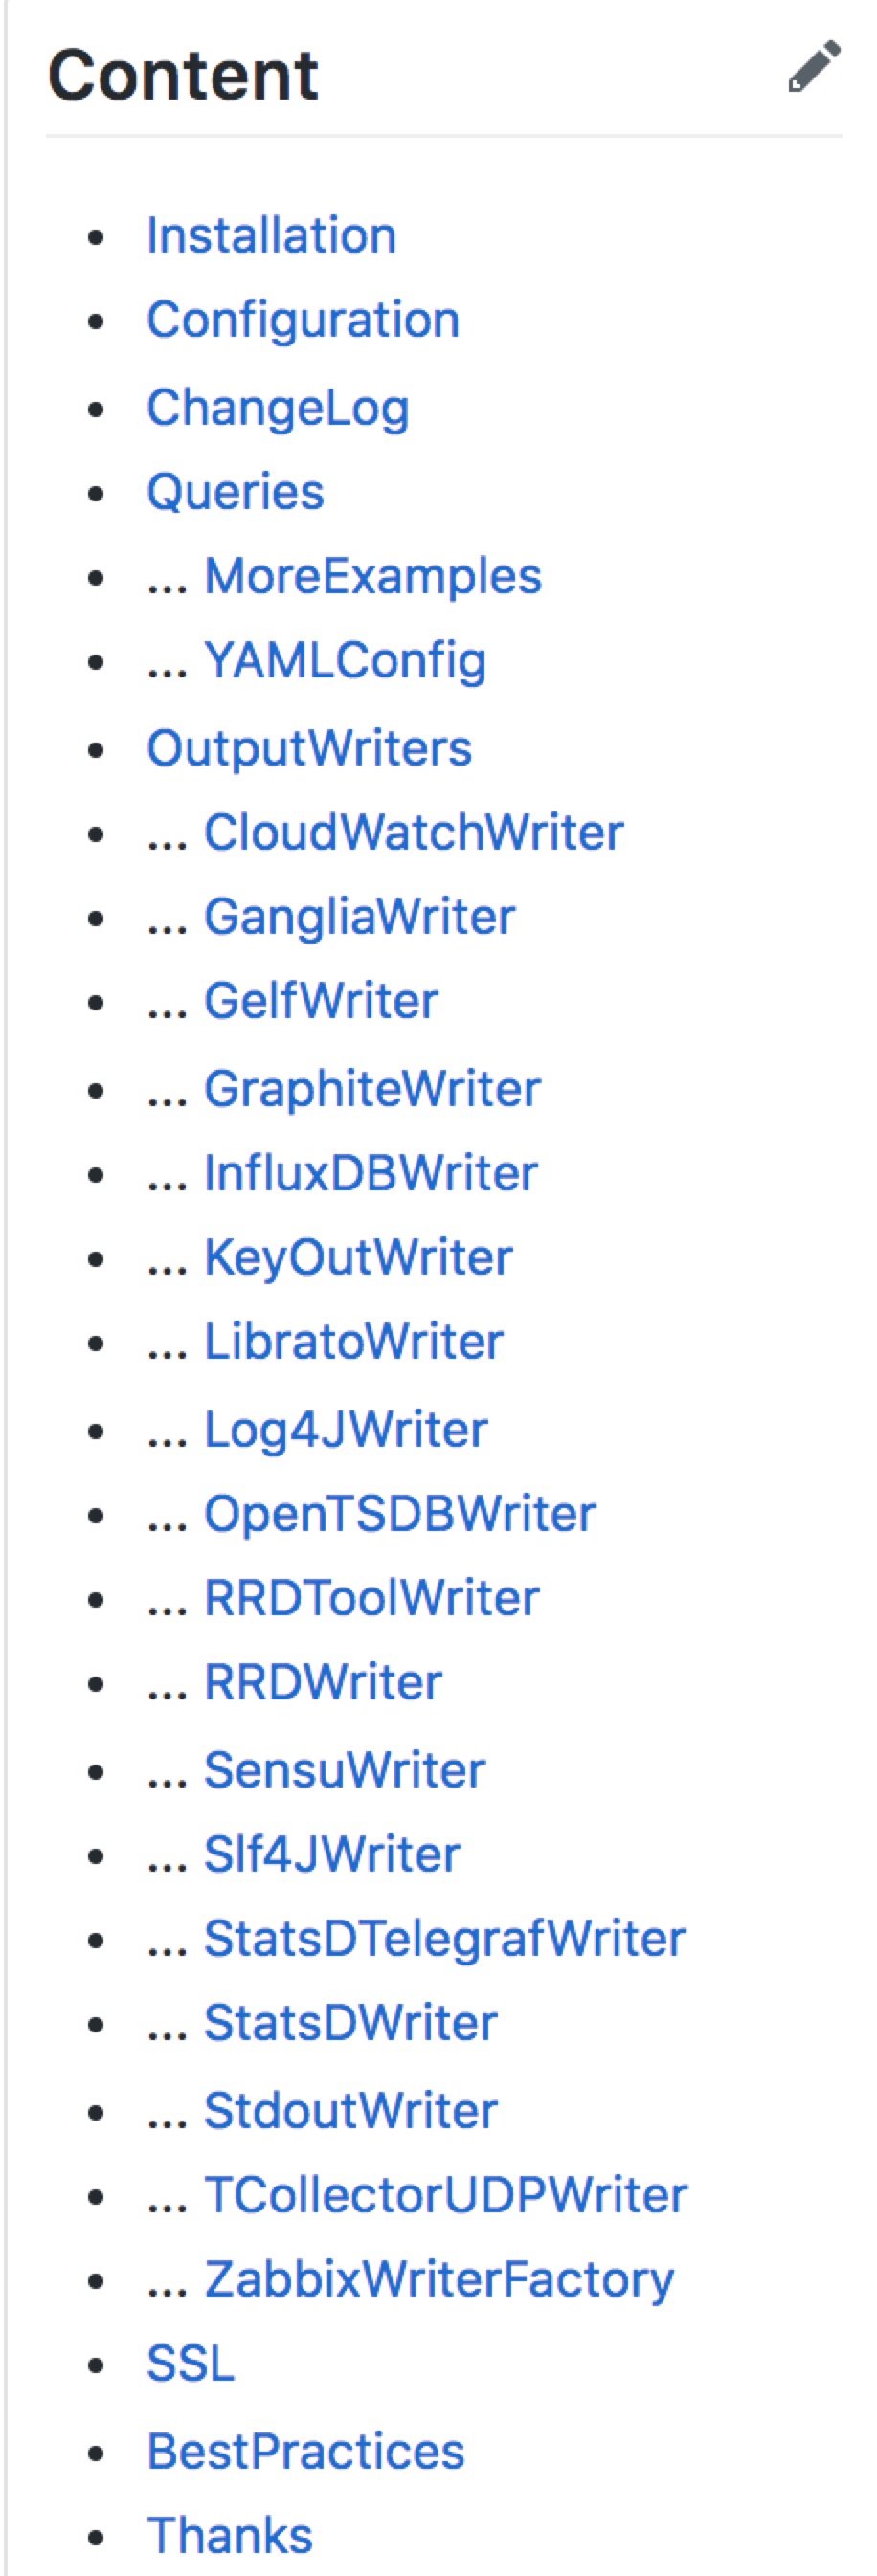 Content
• Installation
• Configuration
• ChangeLog
• Queries
• ... MoreExamples
• ... YAMLConfig
• OutputWriters
• ... CloudWatchWriter
• ... GangliaWriter
• ... GelfWriter
• ... GraphiteWriter
• ... InfluxDBWriter
• ... KeyOutWriter
• ... LibratoWriter
• ... Log4JWriter
• ... OpenTSDBWriter
• ... RRDToolWriter
• ... RRDWriter
• ... SensuWriter
• ... Slf4JWriter
• ... StatsDTelegrafWriter
• ... StatsDWriter
• ... StdoutWriter
• ... TCollectorUDPWriter
• ... ZabbixWriterFactory
• SSL
• BestPractices
• Thanks